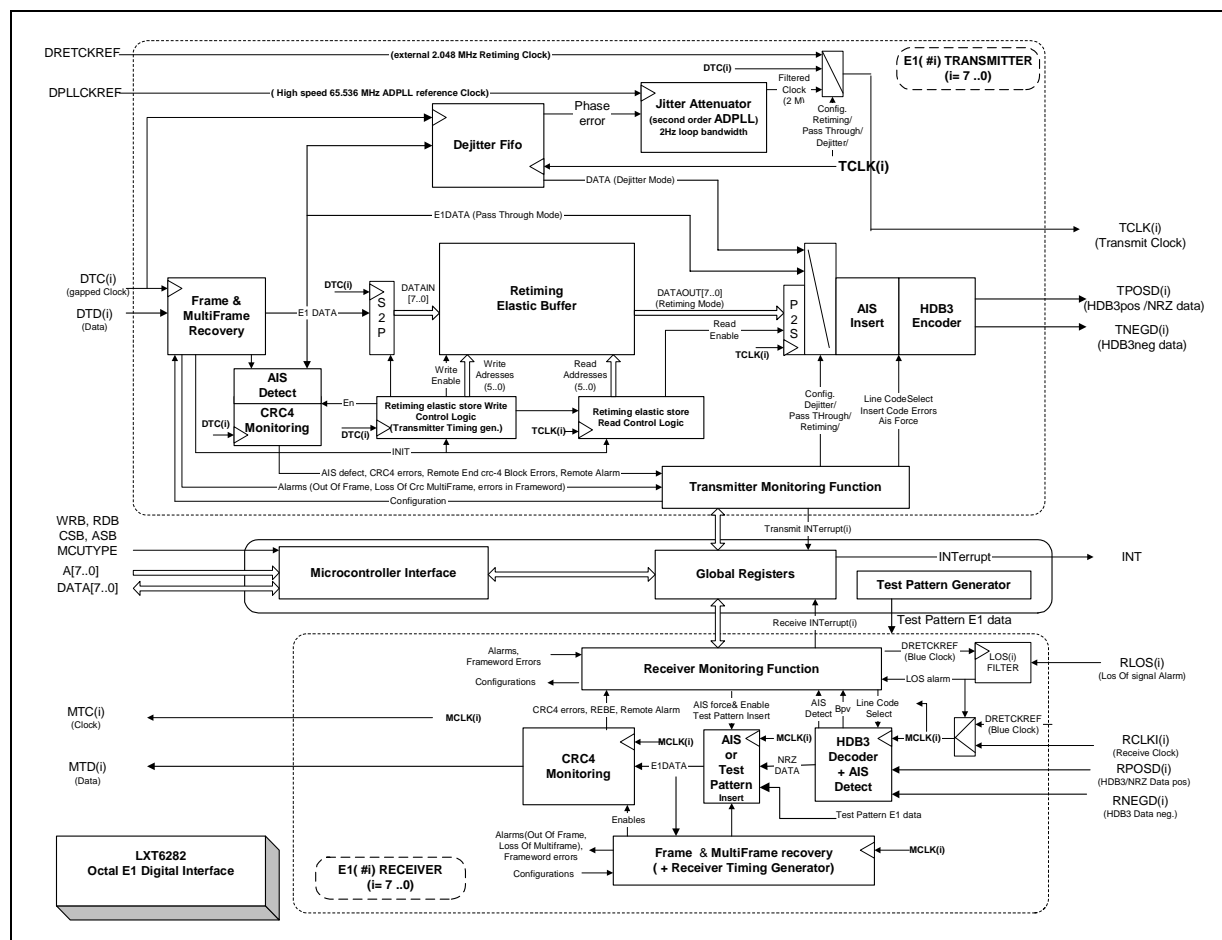 DRETCKREF
(external 2.048 MHz Retiming Clock)
E1( #i) TRANSMITTER
(i= 7 ..0)
DTC(i)
DPLLCKREF
( High speed 65.536 MHz ADPLL reference Clock)
Filtered
Clock
(2 M)
Phase
error
Jitter Attenuator
(second order ADPLL)
2Hz loop bandwidth
Config.
Retiming/
Pass Through/
Dejitter/
Dejitter Fifo
TCLK(i)
DATA (Dejitter Mode)
E1DATA (Pass Through Mode)
TCLK(i)
(Transmit Clock)
DTC(i)
(gapped Clock)
DTD(i)
(Data)
Frame &
MultiFrame
Recovery
E1 DATA
DTC(i)
S
2
P
DATAIN
[7..0]
Retiming
Elastic Buffer
DATAOUT[7..0]
(Retiming Mode)
Read
Enable
TCLK(i)
P
2
S
AIS
Insert
HDB3
Encoder
TPOSD(i)
(HDB3pos /NRZ data)
TNEGD(i)
(HDB3neg data)
Write
Enable
Write
Adresses
(5..0)
Read
Addresses
(5..0)
AIS
Detect
CRC4
Monitoring
DTC(i)
En
Retiming elastic store Write
Control Logic
(Transmitter Timing gen.)
DTC(i)
Retiming elastic store
Read Control Logic
TCLK(i)
INIT
Config.
Dejitter/
Pass THrough/
Retiming/
Line CodeSelect
Insert Code Errors
Ais Force
AIS defect, CRC4 errors, Remote End crc-4 Block Errors, Remote Alarm
Alarms (Out Of Frame, Loss Of Crc MultiFrame, errors in Frameword)
Configuration
Transmitter Monitoring Function
Transmit INTerrupt(i)
WRB, RDB
CSB, ASB
MCUTYPE
A[7..0]
DATA[7..0]
Microcontroller Interface
Global Registers
INTerrupt
INT
Test Pattern Generator
Receive INTerrupt(i)
Test Pattern E1 data
Alarms,
Frameword Errors
Configurations
Receiver Monitoring Function
DRETCKREF
(Blue Clock)
LOS(i)
FILTER
RLOS(i)
(Los Of signal Alarm)
LOS alarm
CRC4 errors, REBE, Remote Alarm
AIS force& Enable
Test Pattern Insert
AIS
Detect
Bpv
Line Code
Select
DRETCKREF
(Blue Clock)
MTC(i)
(Clock)
MCLK(i)
MCLK(i)
MCLK(i)
MCLK(i)
RCLKI(i)
(Receive Clock)
MTD(i)
(Data)
CRC4
Monitoring
E1DATA
AIS
or
Test
Pattern
Insert
NRZ
DATA
HDB3
Decoder
+ AIS
Detect
RPOSD(i)
(HDB3/NRZ Data pos)
RNEGD(i)
(HDB3 Data neg.)
Test Pattern E1 data
Enables
Alarms(Out Of Frame,
Loss Of Multiframe),
Frameword errors
Configurations
Frame & MultiFrame recovery
( + Receiver Timing Generator)
MCLK(i)
LXT6282
Octal E1 Digital Interface
E1( #i) RECEIVER
(i= 7 ..0)